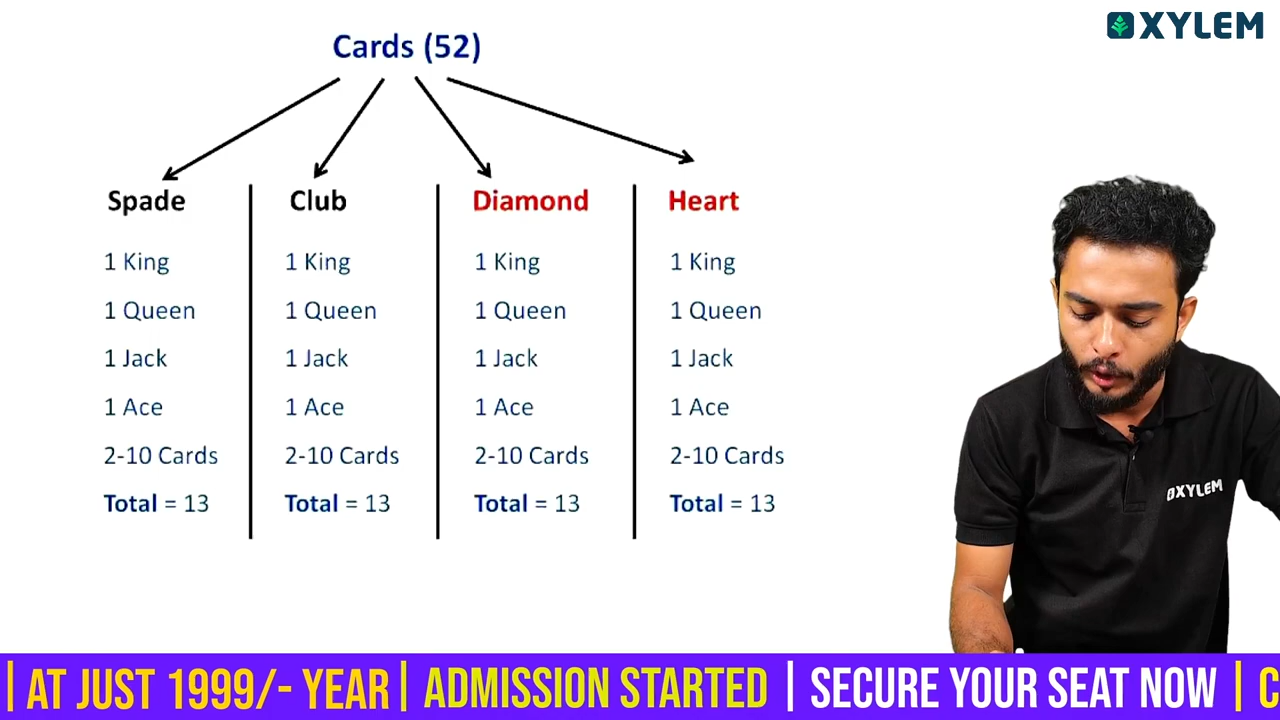 XYLEM
Cards (52)
Spade
1 King
1 Queen
1 Jack
1 Ace
2-10 Cards
Total = 13
Club
1 King
1 Queen
1 Jack
1 Ace
2-10 Cards
Total = 13
Diamond
1 King
1 Queen
1 Jack
1 Ace
2-10 Cards
Total = 13
Heart
1 King
1 Queen
1 Jack
1 Ace
2-10 Cards
Total = 13
XYLEM
| AT JUST 1999/- YEAR | ADMISSION STARTED | SECURE YOUR SEAT NOW | C